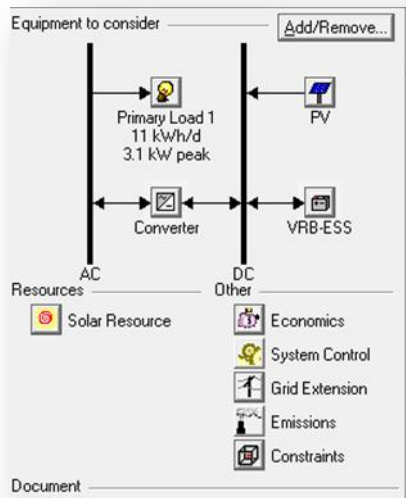 Equipment to consider
Add/Remove...
Primary Load 1
11 kWh/d
3.1 kW peak
PV
Converter
VRB-ESS
AC
DC
Resources
Other
Solar Resource
Economics
System Control
Grid Extension
Emissions
Constraints
Document